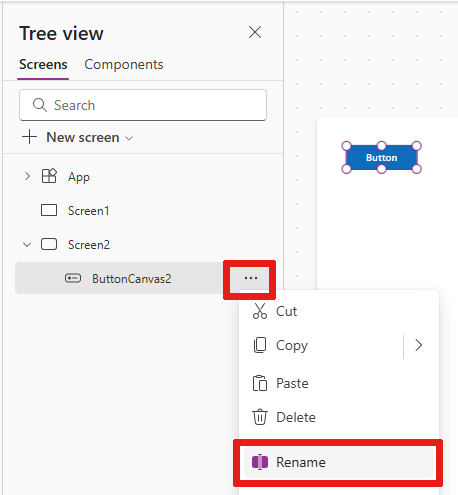 Tree view
Screens Components
Search
New screen
App
Screen1
Screen2
ButtonCanvas2
Button
Cut
Copy
Paste
Delete
Rename